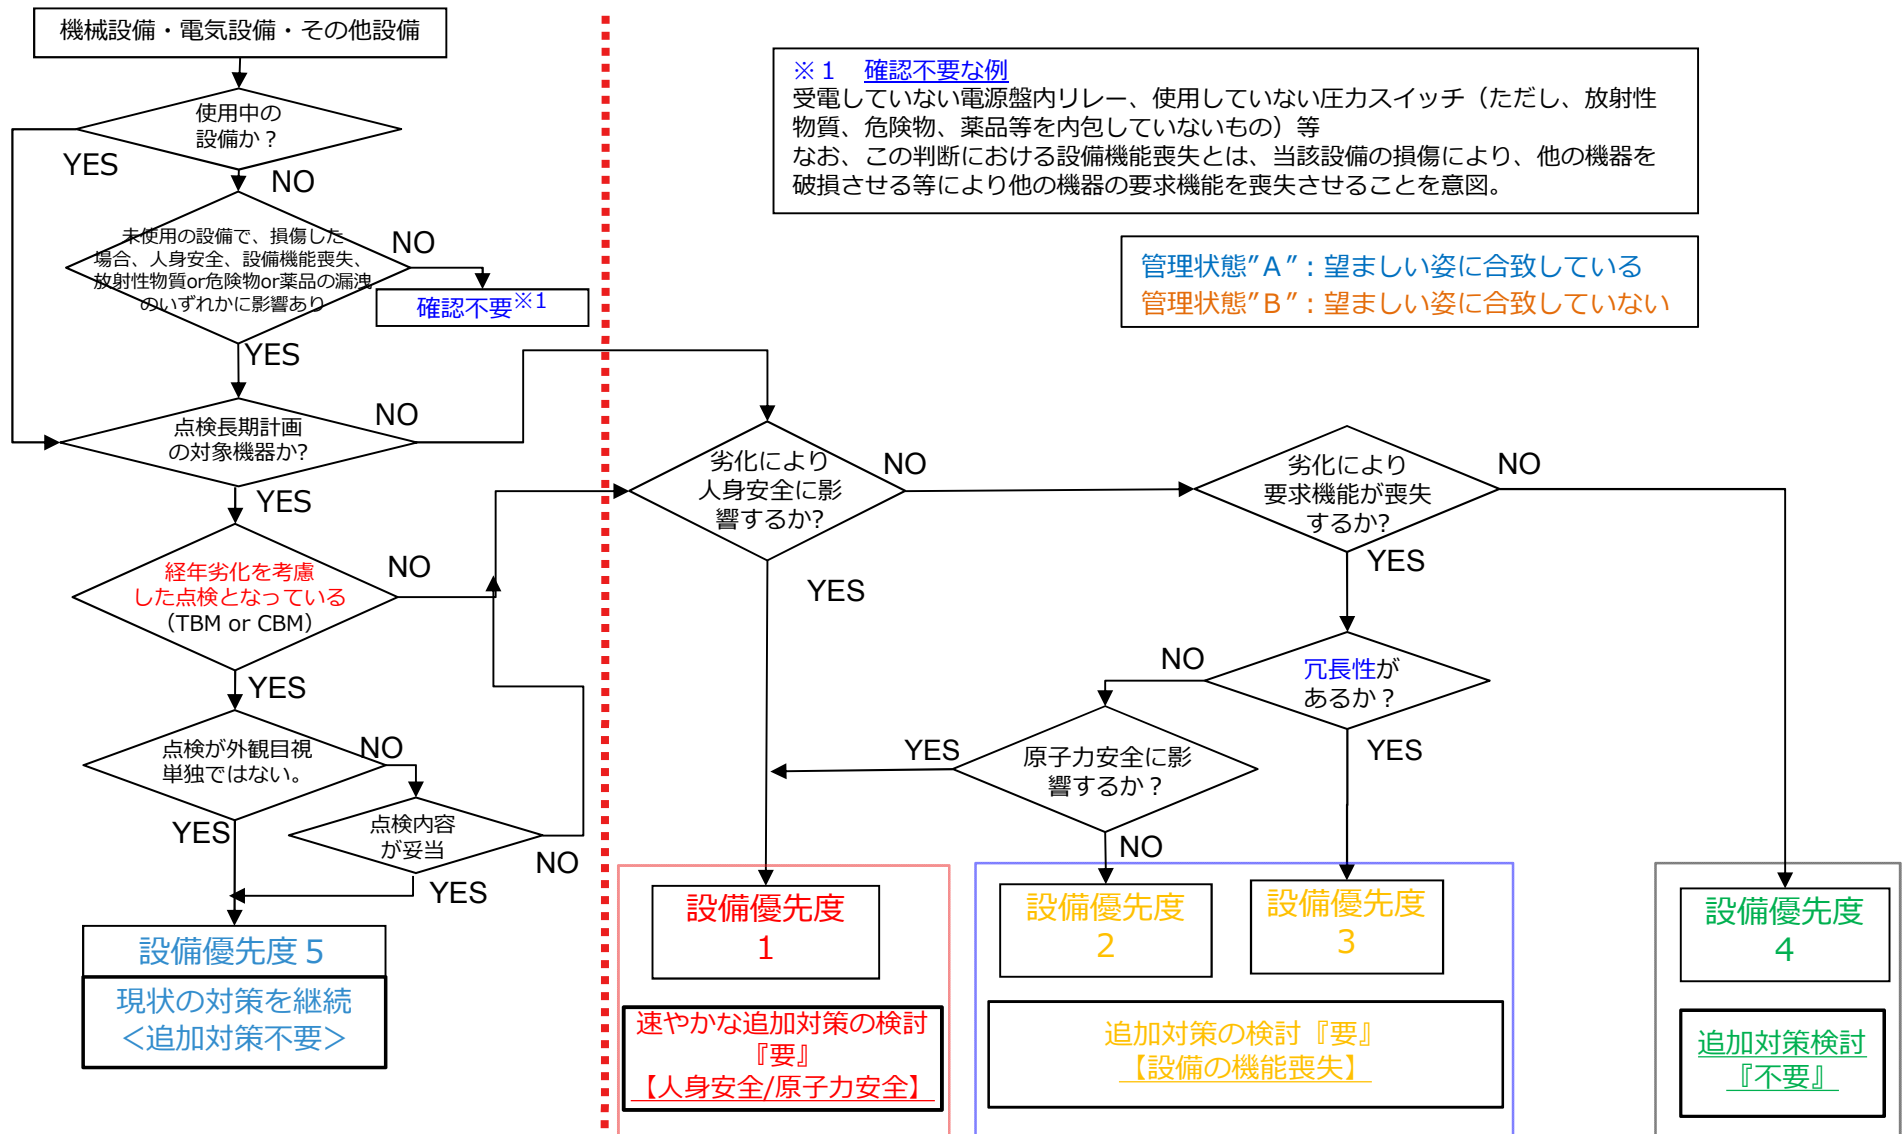 機械設備・電気設備・その他設備
使用中の
設備か？
YES
NO
未使用の設備で、損傷した
場合、人身安全、設備機能喪失、
放射性物質or危険物or薬品の漏洩
のいずれかに影響あり
NO
確認不要※1
YES
点検長期計画
の対象機器か?
NO
YES
経年劣化を考慮
した点検となっている
（TBM or CBM）
NO
YES
点検が外観目視
単独ではない。
NO
YES
点検内容
が妥当
NO
YES
設備優先度５
現状の対策を継続
＜追加対策不要＞
※１　確認不要な例
受電していない電源盤内リレー、使用していない圧力スイッチ（ただし、放射性
物質、危険物、薬品等を内包していないもの）等
なお、この判断における設備機能喪失とは、当該設備の損傷により、他の機器を
破損させる等により他の機器の要求機能を喪失させることを意図。
管理状態”Ａ”：望ましい姿に合致している
管理状態”Ｂ”：望ましい姿に合致していない
劣化により
人身安全に影
響するか?
NO
YES
劣化により
要求機能が喪失
するか?
NO
YES
冗長性が
あるか？
NO
YES
原子力安全に影
響するか？
YES
NO
設備優先度
１
速やかな追加対策の検討
『要』
【人身安全/原子力安全】
設備優先度
２
設備優先度
３
追加対策の検討『要』
【設備の機能喪失】
設備優先度
４
追加対策検討
『不要』